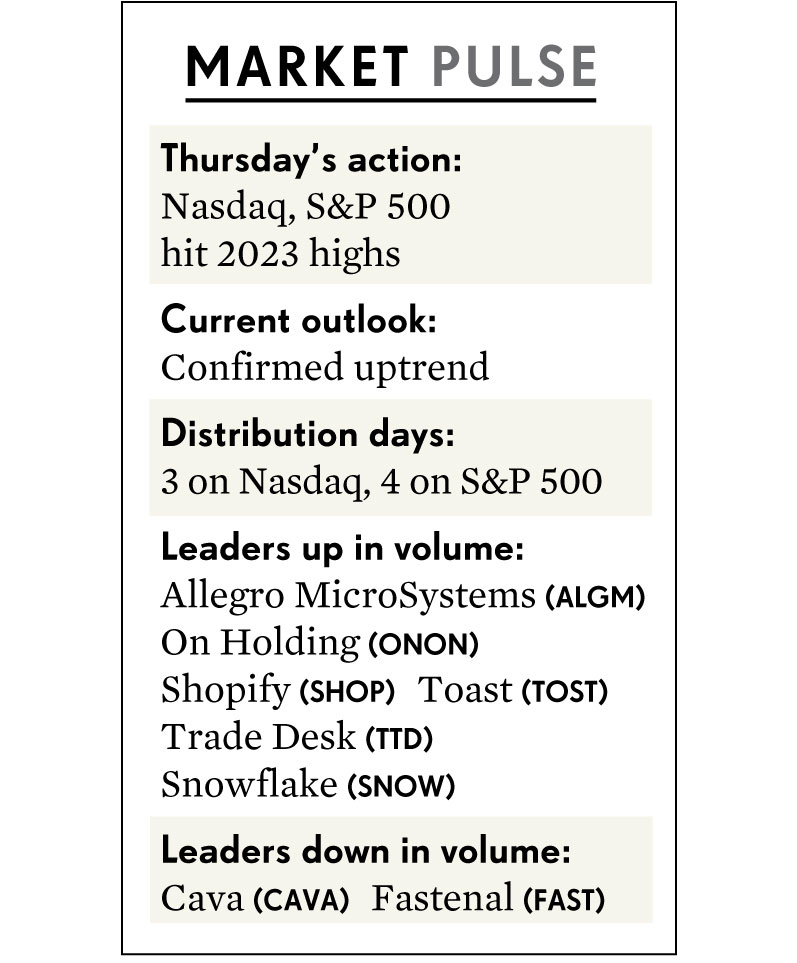 MARKET PULSE
Thursday’s action:
Nasdaq, S&P 500
hit 2023 highs
Current outlook:
Confirmed uptrend
Distribution days:
3 on Nasdaq, 4 on S&P 500
Leaders up in volume:
Allegro MicroSystems (ALGM)
On Holding (ONON)
Shopify (SHOP) Toast (TOST)
Trade Desk (TTD)
Snowflake (SNOW)
Leaders down in volume:
Cava (CAVA) Fastenal (FAST)